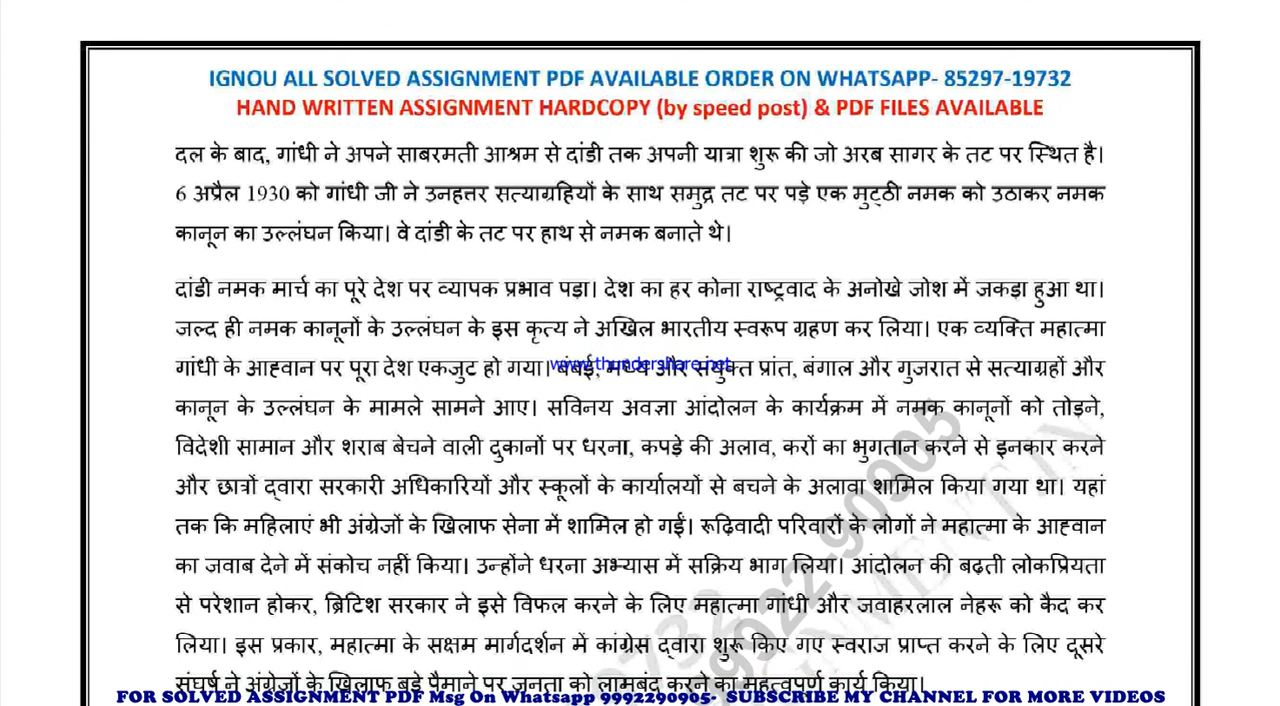 IGNOU ALL SOLVED ASSIGNMENT PDF AVAILABLE ORDER ON WHATSAPP- 85297-19732
HAND WRITTEN ASSIGNMENT HARDCOPY (by speed post) & PDF FILES AVAILABLE
दल के बाद, गांधी ने अपने साबरमती आश्रम से दांडी तक अपनी यात्रा शुरू की जो अरब सागर के तट पर स्थित है।
6 अप्रैल 1930 को गांधी जी ने उनहत्तर सत्याग्रहियों के साथ समुद्र तट पर पड़े एक मुट्ठी नमक को उठाकर नमक
कानून का उल्लंघन किया। वे दांडी के तट पर हाथ से नमक बनाते थे।
दांडी नमक मार्च का पूरे देश पर व्यापक प्रभाव पड़ा। देश का हर कोना राष्ट्रवाद के अनोखे जोश में जकड़ा हुआ था।
जल्द ही नमक कानूनों के उल्लंघन के इस कृत्य ने अखिल भारतीय स्वरूप ग्रहण कर लिया। एक व्यक्ति महात्मा
गांधी के आह्वान पर पूरा देश एकजुट हो गया। बंबई, मध्य और संयुक्त प्रांत, बंगाल और गुजरात से सत्याग्रहों और
www.thundershare.net
कानून के उल्लंघन के मामले सामने आए। सविनय अवज्ञा आंदोलन के कार्यक्रम में नमक कानूनों को तोड़ने,
विदेशी सामान और शराब बेचने वाली दुकानों पर धरना, कपड़े की अलाव, करों का भुगतान करने से इनकार करने
और छात्रों द्वारा सरकारी अधिकारियों और स्कूलों के कार्यालयों से बचने के अलावा शामिल किया गया था। यहां
तक कि महिलाएं भी अंग्रेजों के खिलाफ सेना में शामिल हो गईं। रूढ़िवादी परिवारों के लोगों ने महात्मा के आह्वान
का जवाब देने में संकोच नहीं किया। उन्होंने धरना अभ्यास में सक्रिय भाग लिया। आंदोलन की बढ़ती लोकप्रियता
से परेशान होकर, ब्रिटिश सरकार ने इसे विफल करने के लिए महात्मा गांधी और जवाहरलाल नेहरू को कैद कर
लिया। इस प्रकार, महात्मा के सक्षम मार्गदर्शन में कांग्रेस द्वारा शुरू किए गए स्वराज प्राप्त करने के लिए दूसरे
संघर्ष ने अंग्रेजों के खिलाफ बड़े पैमाने पर जनता को लामबंद करने का महत्वपूर्ण कार्य किया।
FOR SOLVED ASSIGNMENT PDF Msg On Whatsapp 9992290905- SUBSCRIBE MY CHANNEL FOR MORE VIDEOS